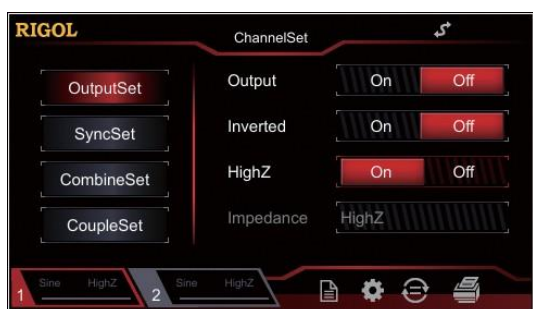 RIGOL
ChannelSet
OutputSet
Output
On
Off
SyncSet
Inverted
On
Off
CombineSet
HighZ
On
Off
CoupleSet
Impedance
HighZ
1
Sine
HighZ
2
Sine
HighZ